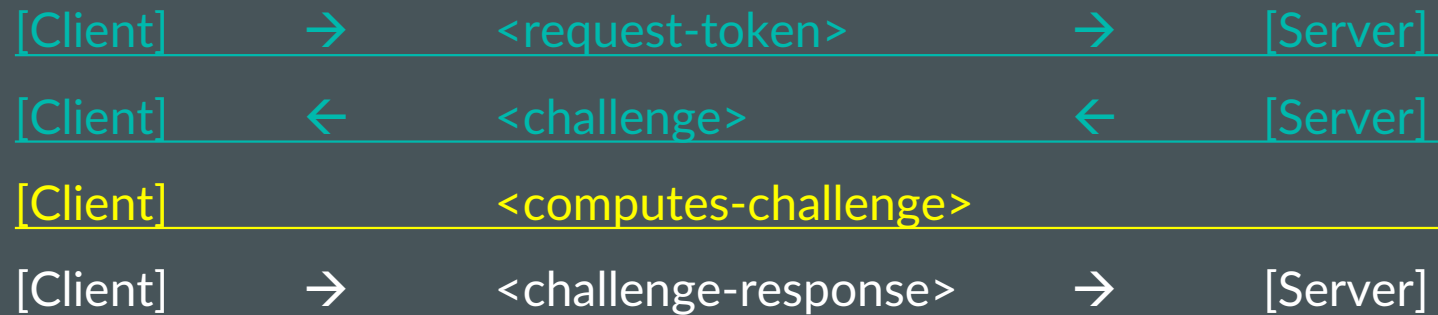 [Client] → <request-token> → [Server]
[Client] ← <challenge> ← [Server]
[Client] <computes-challenge>
[Client] → <challenge-response> → [Server]